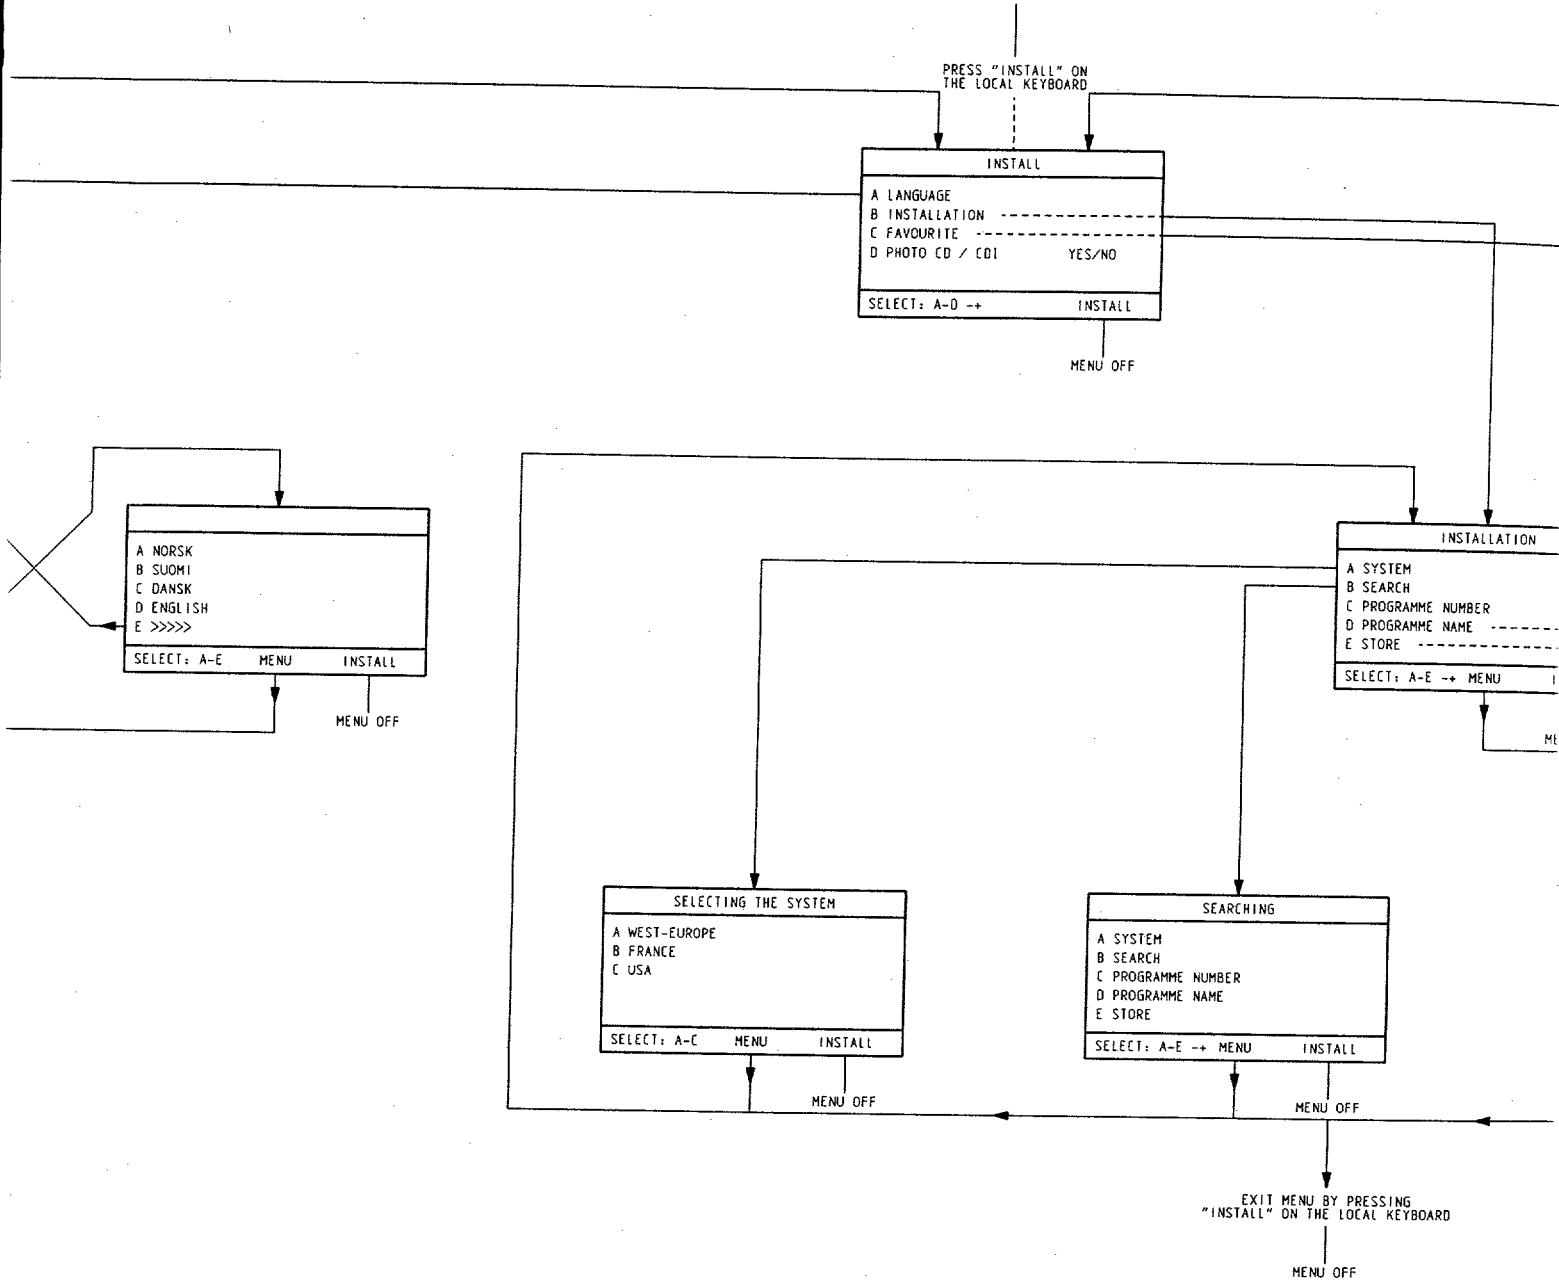 PRESS "INSTALL" ON
THE LOCAL KEYBOARD
INSTALL
A LANGUAGE
B INSTALLATION
C FAVOURITE
D PHOTO CD / CDI YES/NO
SELECT: A-D -+ INSTALL
MENU OFF
A NORSK
B SUOMI
C DANSK
D ENGLISH
E >>>>>
SELECT: A-E MENU INSTALL
MENU OFF
INSTALLATION
A SYSTEM
B SEARCH
C PROGRAMME NUMBER
D PROGRAMME NAME
E STORE
SELECT: A-E -+ MENU
SELECTING THE SYSTEM
A WEST-EUROPE
B FRANCE
C USA
SELECT: A-C MENU INSTALL
MENU OFF
SEARCHING
A SYSTEM
B SEARCH
C PROGRAMME NUMBER
D PROGRAMME NAME
E STORE
SELECT: A-E -+ MENU INSTALL
MENU OFF
EXIT MENU BY PRESSING
"INSTALL" ON THE LOCAL KEYBOARD
MENU OFF